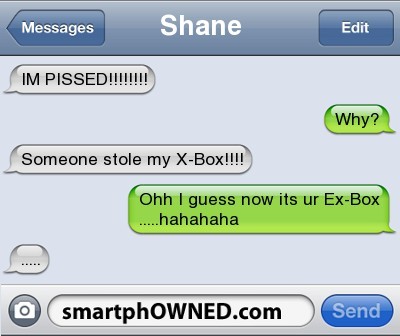 Messages
Shane
Edit
IM PISSED!!!!!!!!
Why?
Someone stole my X-Box!!!!
Ohh I guess now its ur Ex-Box
.....hahahaha
.....
smartphOWNED.com
Send